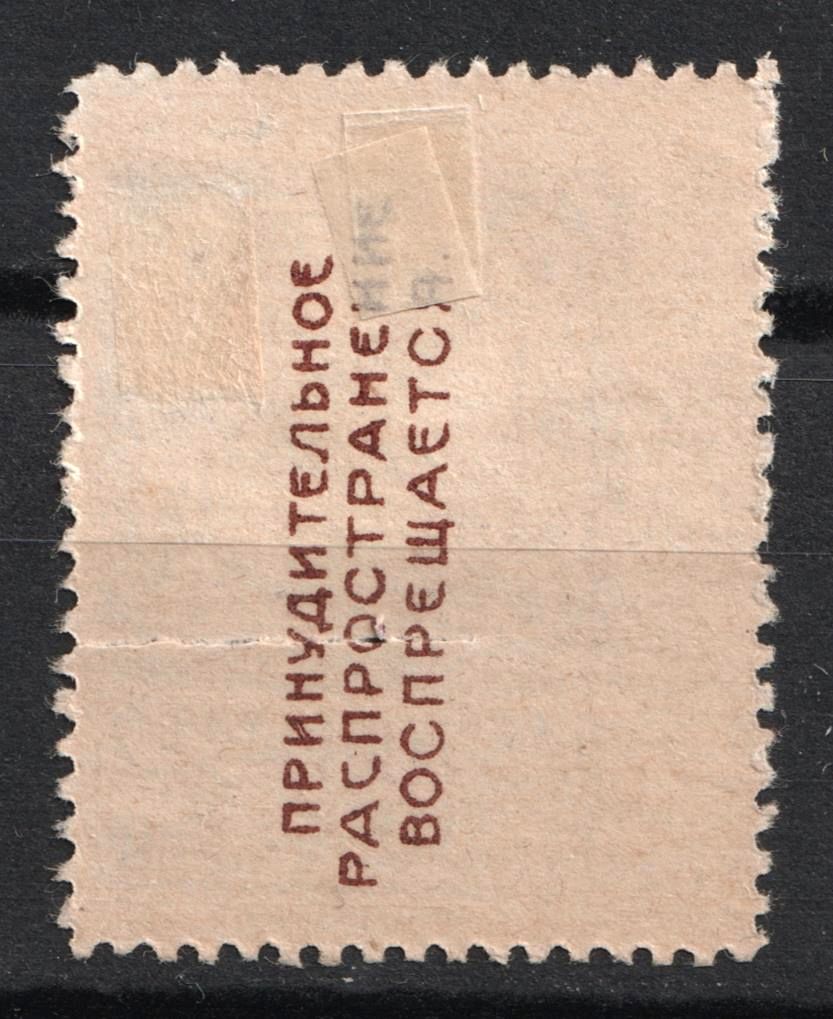 ПРИНУДИТЕЛЬНОЕ
РАСПРОСТРАНЕНИЕ
ВОСПРЕЩАЕТСЯ.